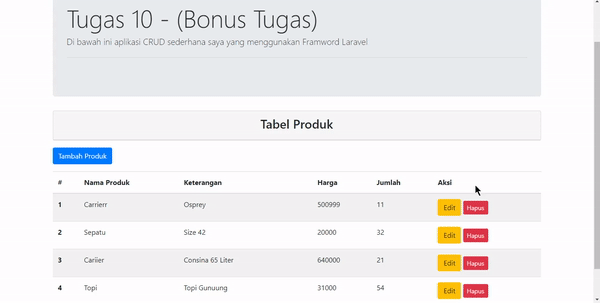 Tugas 10 - (Bonus Tugas)
Di bawah ini aplikasi CRUD sederhana saya yang menggunakan Framword Laravel
Tabel Produk
Tambah Produk
# Nama Produk Keterangan Harga Jumlah Aksi
1 Carrierr Osprey 500999 11 Edit Hapus
2 Sepatu Size 42 20000 32 Edit Hapus
3 Cariier Consina 65 Liter 640000 21 Edit Hapus
4 Topi Topi Gunuung 31000 54 Edit Hapus